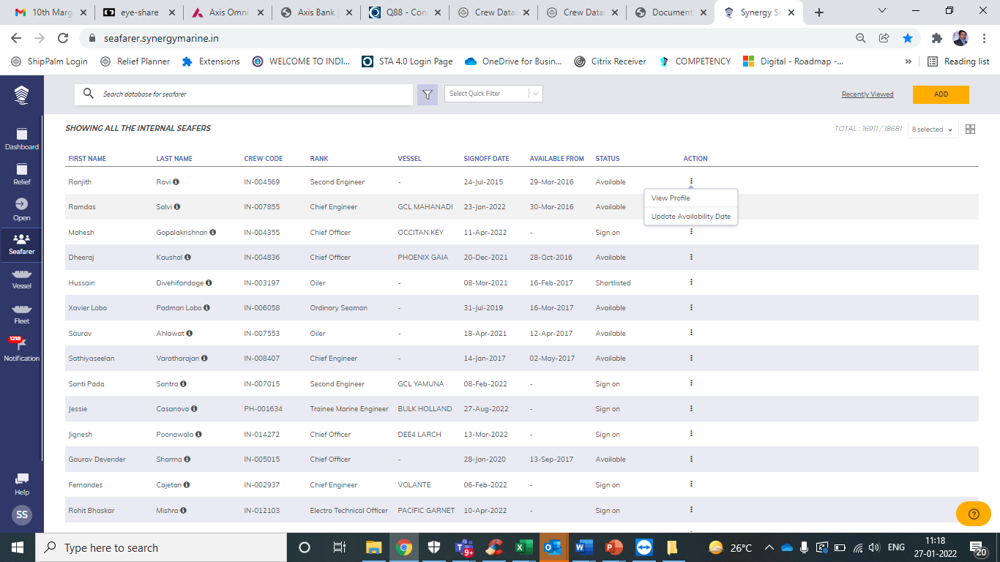 10th Marg
eye-share
Axis Omni
Axis Bank |
Q88 - Con
Crew Datal
Crew Datal
Document
Synergy Se
seafarer.synergymarine.in
ShipPalm Login
Relief Planner
Extensions
WELCOME TO INDI...
STA 4.0 Login Page
OneDrive for Busin...
Citrix Receiver
COMPETENCY
Digital - Roadmap -...
»
Reading list
Search database for seafarer
Select Quick Filter
Recently Viewed
ADD
Dashboard
Relief
Open
Seafarer
Vessel
Fleet
1218
Notification
Help
SS
SHOWING ALL THE INTERNAL SEAFERS
TOTAL : 16911 / 18681
8 selected
FIRST NAME LAST NAME CREW CODE RANK VESSEL SIGNOFF DATE AVAILABLE FROM STATUS ACTION
Ranjith Ravi IN-004569 Second Engineer - 24-Jul-2015 29-Mar-2016 Available
View Profile
Update Availability Date
Ramdas Salvi IN-007855 Chief Engineer GCL MAHANADI 23-Jan-2022 30-Mar-2016 Available
Mahesh Gopalakrishnan IN-004355 Chief Officer OCCITAN KEY 11-Apr-2022 - Sign on
Dheeraj Kaushal IN-004836 Chief Officer PHOENIX GAIA 20-Dec-2021 28-Oct-2016 Available
Hussain Divehifandage IN-003197 Oiler - 08-Mar-2021 16-Feb-2017 Shortlisted
Xavier Lobo Padman Lobo IN-006058 Ordinary Seaman - 31-Jul-2019 16-Mar-2017 Available
Saurav Ahlawat IN-007553 Oiler - 18-Apr-2021 12-Apr-2017 Available
Sathiyaseelan Varatharajan IN-008407 Chief Engineer - 14-Jan-2017 02-May-2017 Available
Santi Pada Santra IN-007015 Second Engineer GCL YAMUNA 08-Feb-2022 - Sign on
Jessie Casanova PH-001634 Trainee Marine Engineer BULK HOLLAND 27-Aug-2022 - Sign on
Jignesh Poonawala IN-014272 Chief Officer DEE4 LARCH 13-Mar-2022 - Sign on
Gaurav Devender Sharma IN-005015 Chief Officer - 28-Jan-2020 13-Sep-2017 Available
Fernandes Cajetan IN-002937 Chief Engineer VOLANTE 06-Feb-2022 - Sign on
Rohit Bhaskar Mishra IN-012103 Electro Technical Officer PACIFIC GARNET 10-Apr-2022 - Sign on
Type here to search
9+
26°C
ENG
11:18
27-01-2022
20